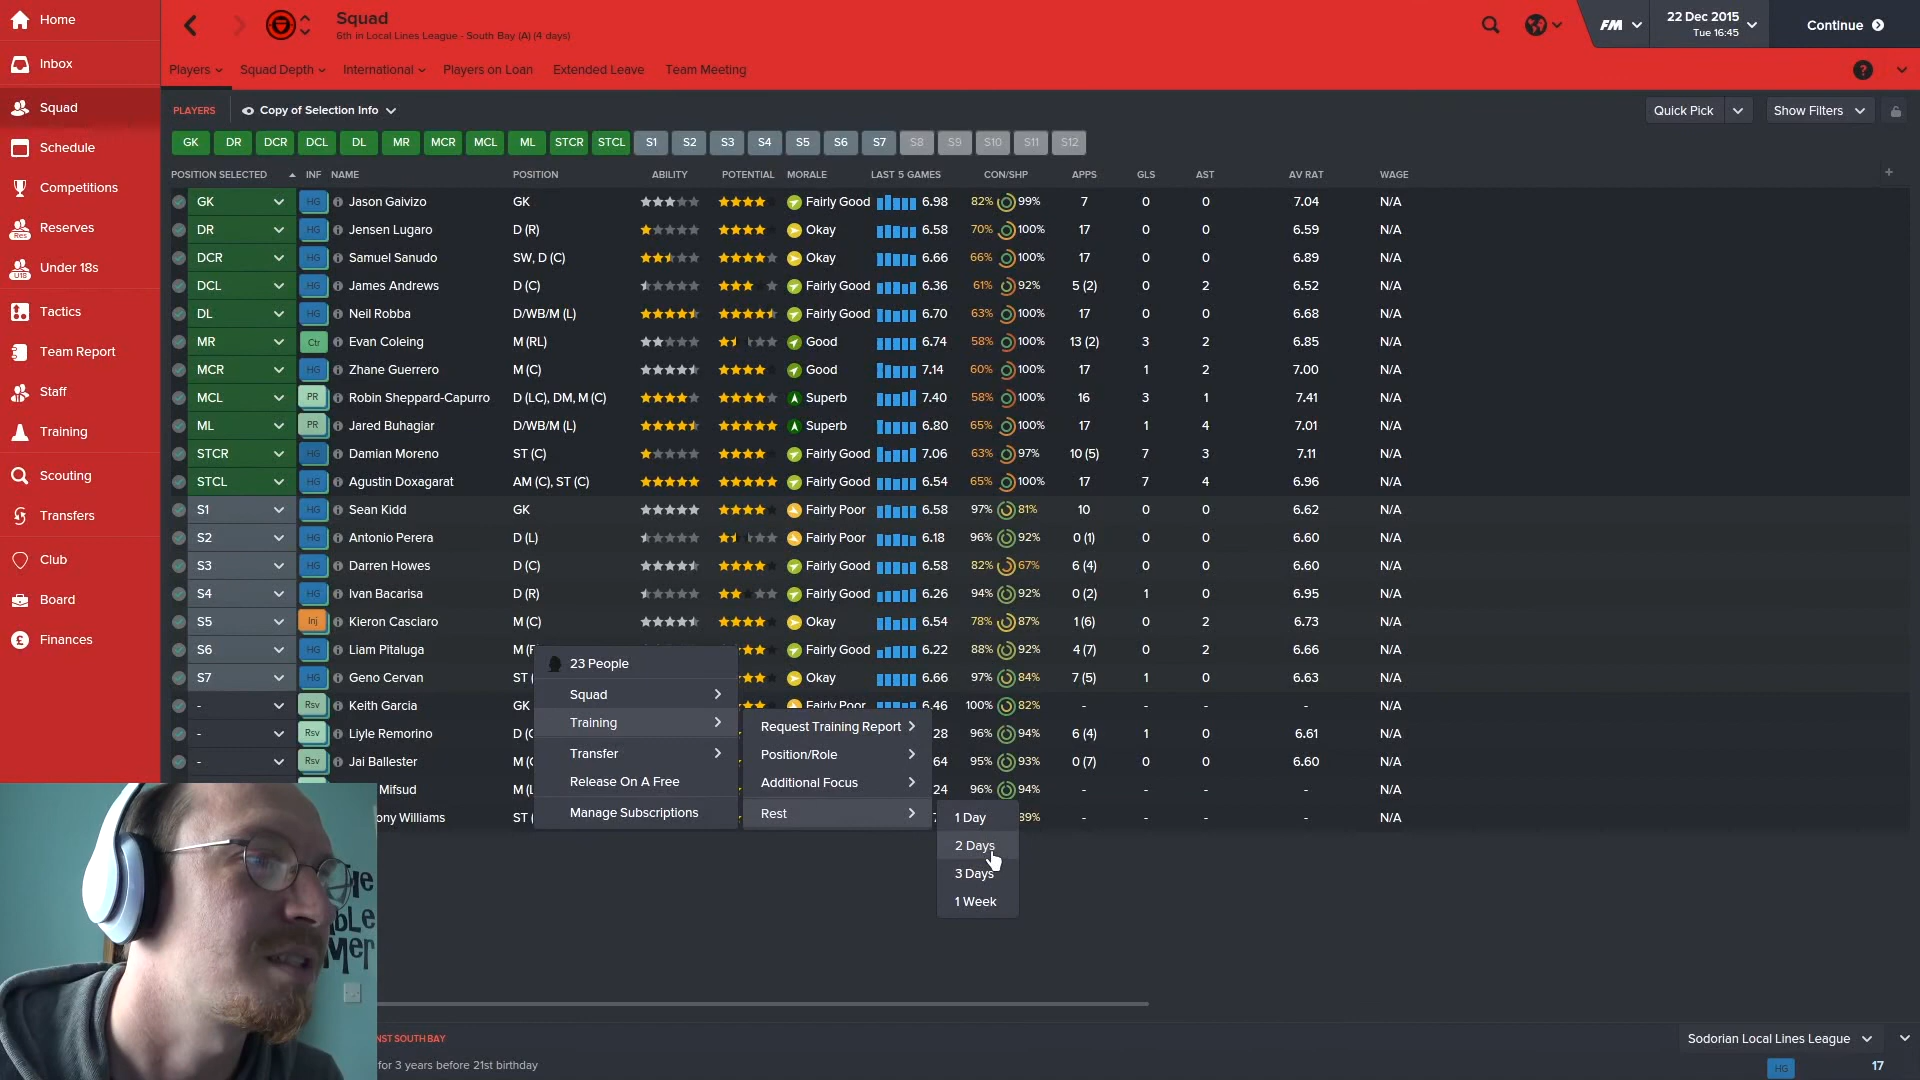 Home
Inbox
Squad
Schedule
Competitions
Reserves
Under 18s
Tactics
Team Report
Staff
Training
Scouting
Transfers
Club
Board
Finances
Squad
6th in Local Lines League - South Bay (A) (4 days)
FM
22 Dec 2015
Tue 16:45
Continue
Players Squad Depth International Players on Loan Extended Leave Team Meeting
PLAYERS Copy of Selection Info Quick Pick Show Filters
GK DR DCR DCL DL MR MCR MCL ML STCR STCL S1 S2 S3 S4 S5 S6 S7 S8 S9 S10 S11 S12
POSITION SELECTED INF NAME POSITION ABILITY POTENTIAL MORALE LAST 5 GAMES CON/SHP APPS GLS AST AV RAT WAGE
GK HG Jason Gaivizo GK Fairly Good 6.98 82% 99% 7 0 0 7.04 N/A
DR HG Jensen Lugaro D (R) Okay 6.58 70% 100% 17 0 0 6.59 N/A
DCR HG Samuel Sanudo SW, D (C) Okay 6.66 66% 100% 17 0 0 6.89 N/A
DCL HG James Andrews D (C) Fairly Good 6.36 61% 92% 5 (2) 0 2 6.52 N/A
DL HG Neil Robba D/WB/M (L) Fairly Good 6.70 63% 100% 17 0 0 6.68 N/A
MR Ctr Evan Coleing M (RL) Good 6.74 58% 100% 13 (2) 3 2 6.85 N/A
MCR HG Zhane Guerrero M (C) Good 7.14 60% 100% 17 1 2 7.00 N/A
MCL PR Robin Sheppard-Capurro D (LC), DM, M (C) Superb 7.40 58% 100% 16 3 1 7.41 N/A
ML PR Jared Buhagiar D/WB/M (L) Superb 6.80 65% 100% 17 1 4 7.01 N/A
STCR HG Damian Moreno ST (C) Fairly Good 7.06 63% 97% 10 (5) 7 3 7.11 N/A
STCL HG Agustin Doxagarat AM (C), ST (C) Fairly Good 6.54 65% 100% 17 7 4 6.96 N/A
S1 HG Sean Kidd GK Fairly Poor 6.58 97% 81% 10 0 0 6.62 N/A
S2 HG Antonio Perera D (L) Fairly Poor 6.18 96% 92% 0 (1) 0 0 6.60 N/A
S3 HG Darren Howes D (C) Fairly Good 6.58 82% 67% 6 (4) 0 0 6.60 N/A
S4 HG Ivan Bacarisa D (R) Fairly Good 6.26 94% 92% 0 (2) 1 0 6.95 N/A
S5 Inj Kieron Casciaro M (C) Okay 6.54 78% 87% 1 (6) 0 2 6.73 N/A
S6 HG Liam Pitaluga M (R Fairly Good 6.22 88% 92% 4 (7) 0 2 6.66 N/A
S7 HG Geno Cervan ST ( Okay 6.66 97% 84% 7 (5) 1 0 6.63 N/A
- Rsv Keith Garcia GK Fairly Poor 6.46 100% 82% - - - - N/A
- Rsv Liyle Remorino D (C 28 96% 94% 6 (4) 1 0 6.61 N/A
- Rsv Jai Ballester M (C 64 95% 93% 0 (7) 0 0 6.60 N/A
Mifsud M (L 24 96% 94% - - - - N/A
ony Williams ST ( 89% - - - - N/A
23 People
Squad
Training
Transfer
Release On A Free
Manage Subscriptions
Request Training Report
Position/Role
Additional Focus
Rest
1 Day
2 Days
3 Days
1 Week
NST SOUTH BAY Sodorian Local Lines League
for 3 years before 21st birthday HG 17